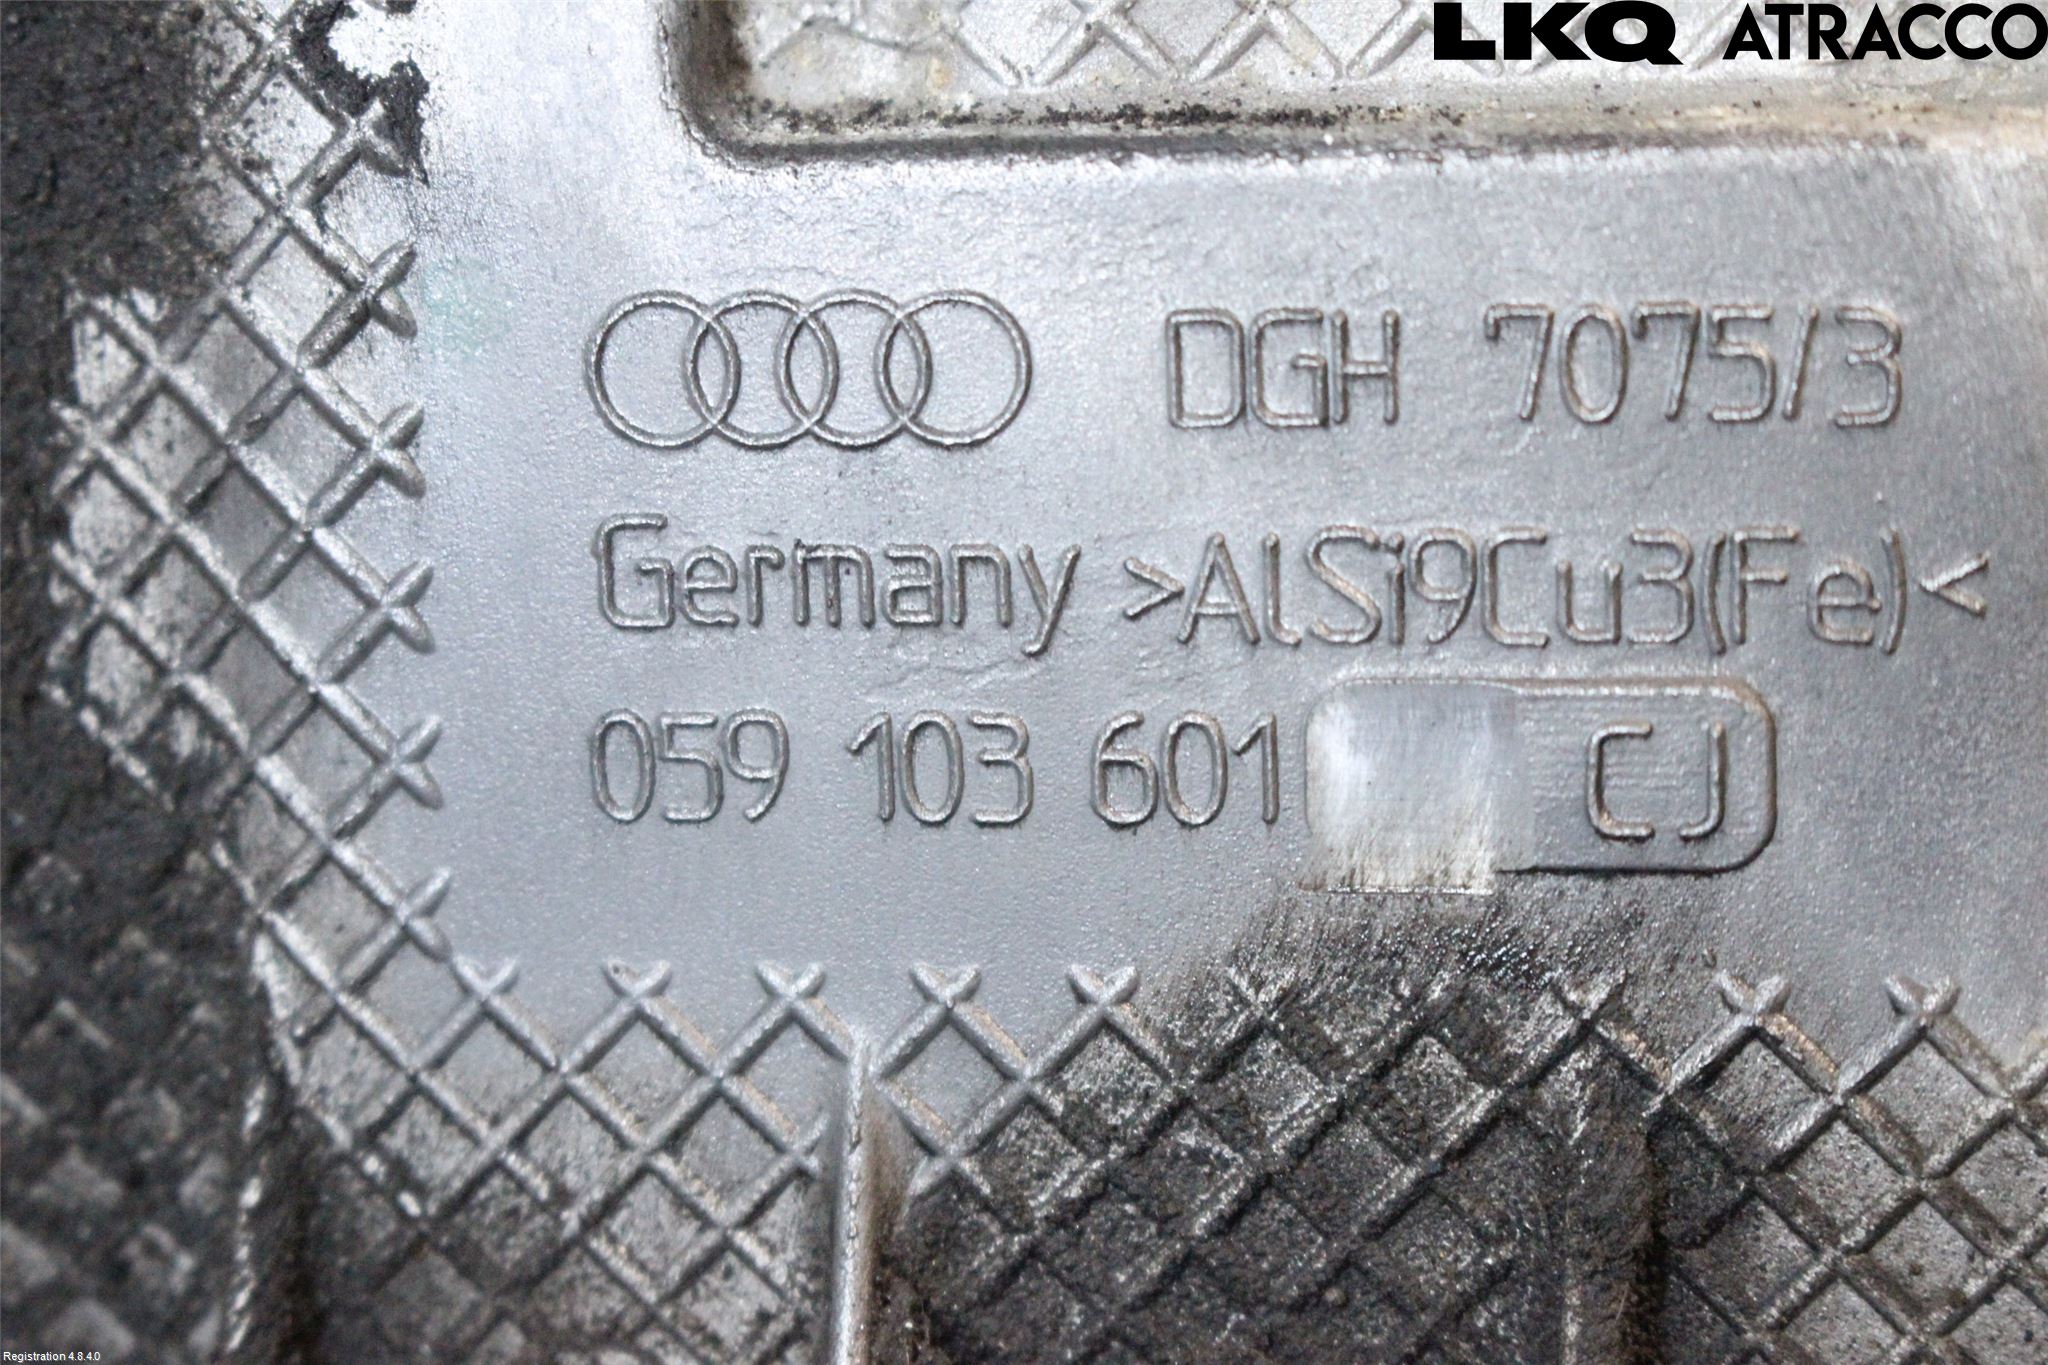 LKQ ATRACCO
DGH 7075/3
Germany >AlSi9Cu3(Fe)<
059 103 601 CJ
Registration 4.8.4.0